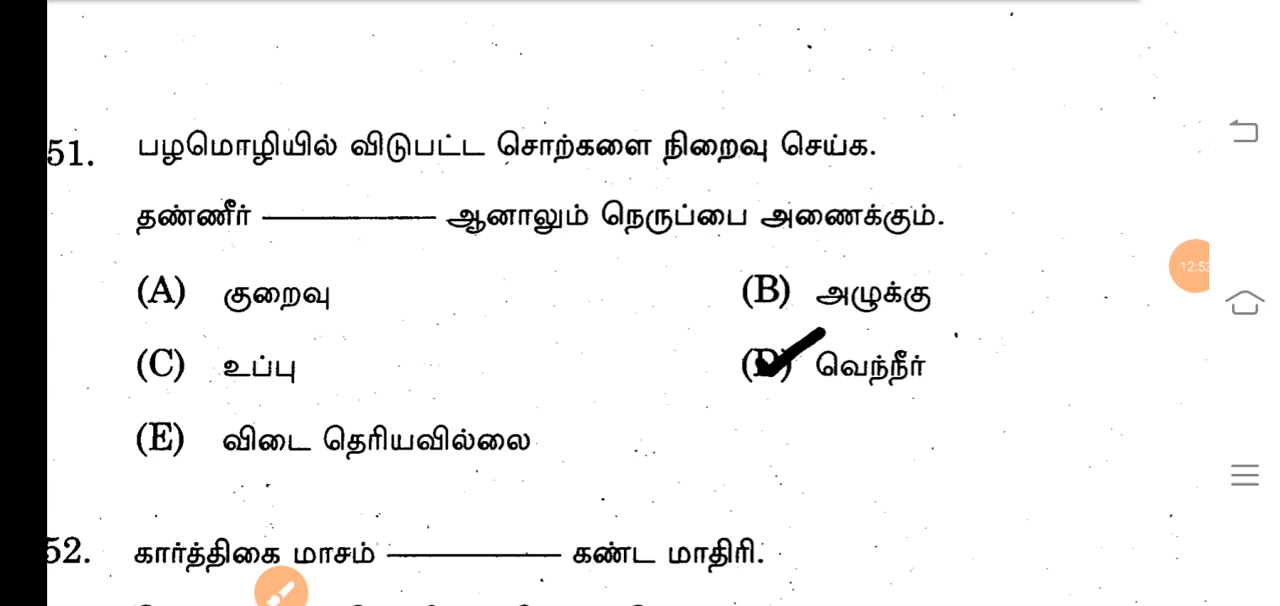 51. பழமொழியில் விடுபட்ட சொற்களை நிறைவு செய்க.
தண்ணீர் ———— ஆனாலும் நெருப்பை அணைக்கும்.
(A) குறைவு (B) அழுக்கு
(C) உப்பு (D) வெந்நீர்
12:53
(E) விடை தெரியவில்லை
52. கார்த்திகை மாசம் ———— கண்ட மாதிரி.